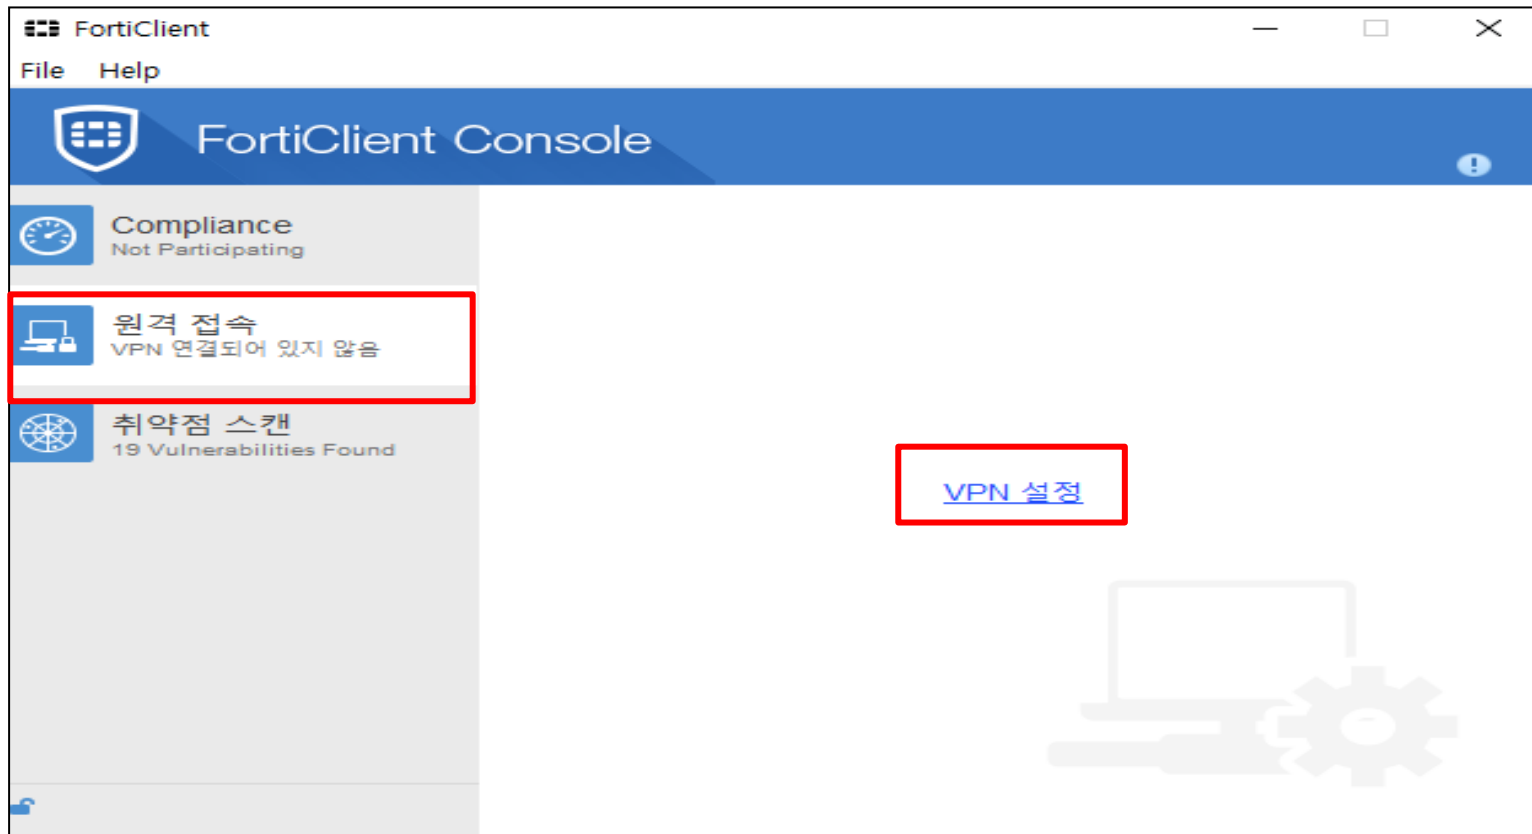 FortiClient
File Help
FortiClient Console
Compliance
Not Participating
원격 접속
VPN 연결되어 있지 않음
취약점 스캔
19 Vulnerabilities Found
VPN 설정